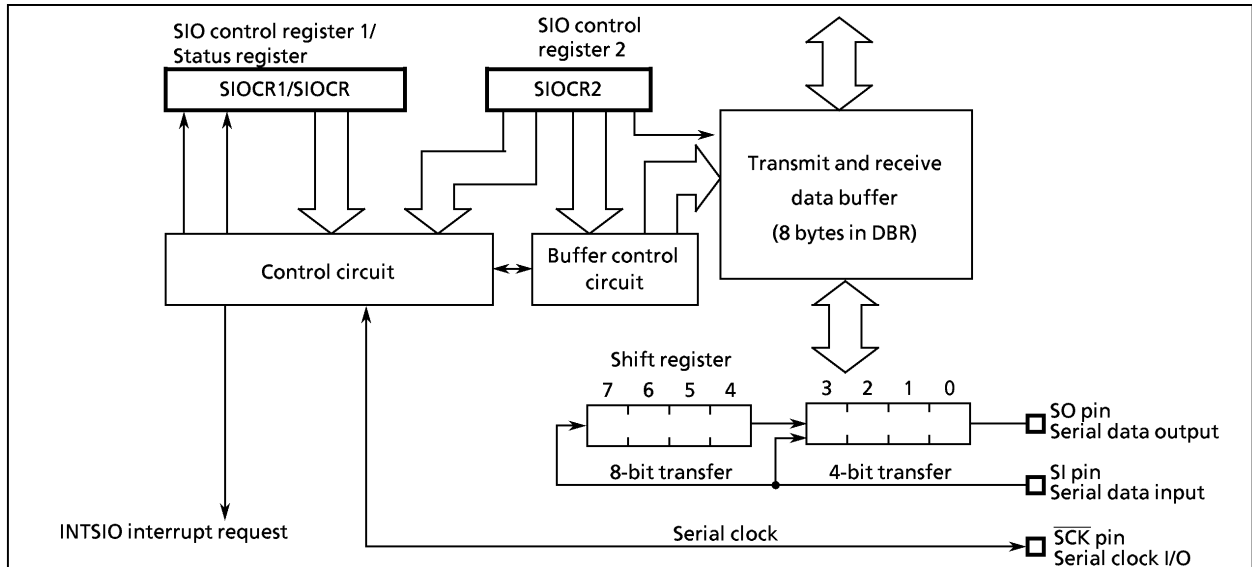 SIO control register 1/
Status register
SIO control
register 2
SIOCR1/SIOCR
SIOCR2
Transmit and receive
data buffer
(8 bytes in DBR)
Control circuit
Buffer control
circuit
Shift register
7 6 5 4
3 2 1 0
SO pin
Serial data output
8-bit transfer
4-bit transfer
SI pin
Serial data input
INTSIO interrupt request
Serial clock
S̅C̅K̅ pin
Serial clock I/O